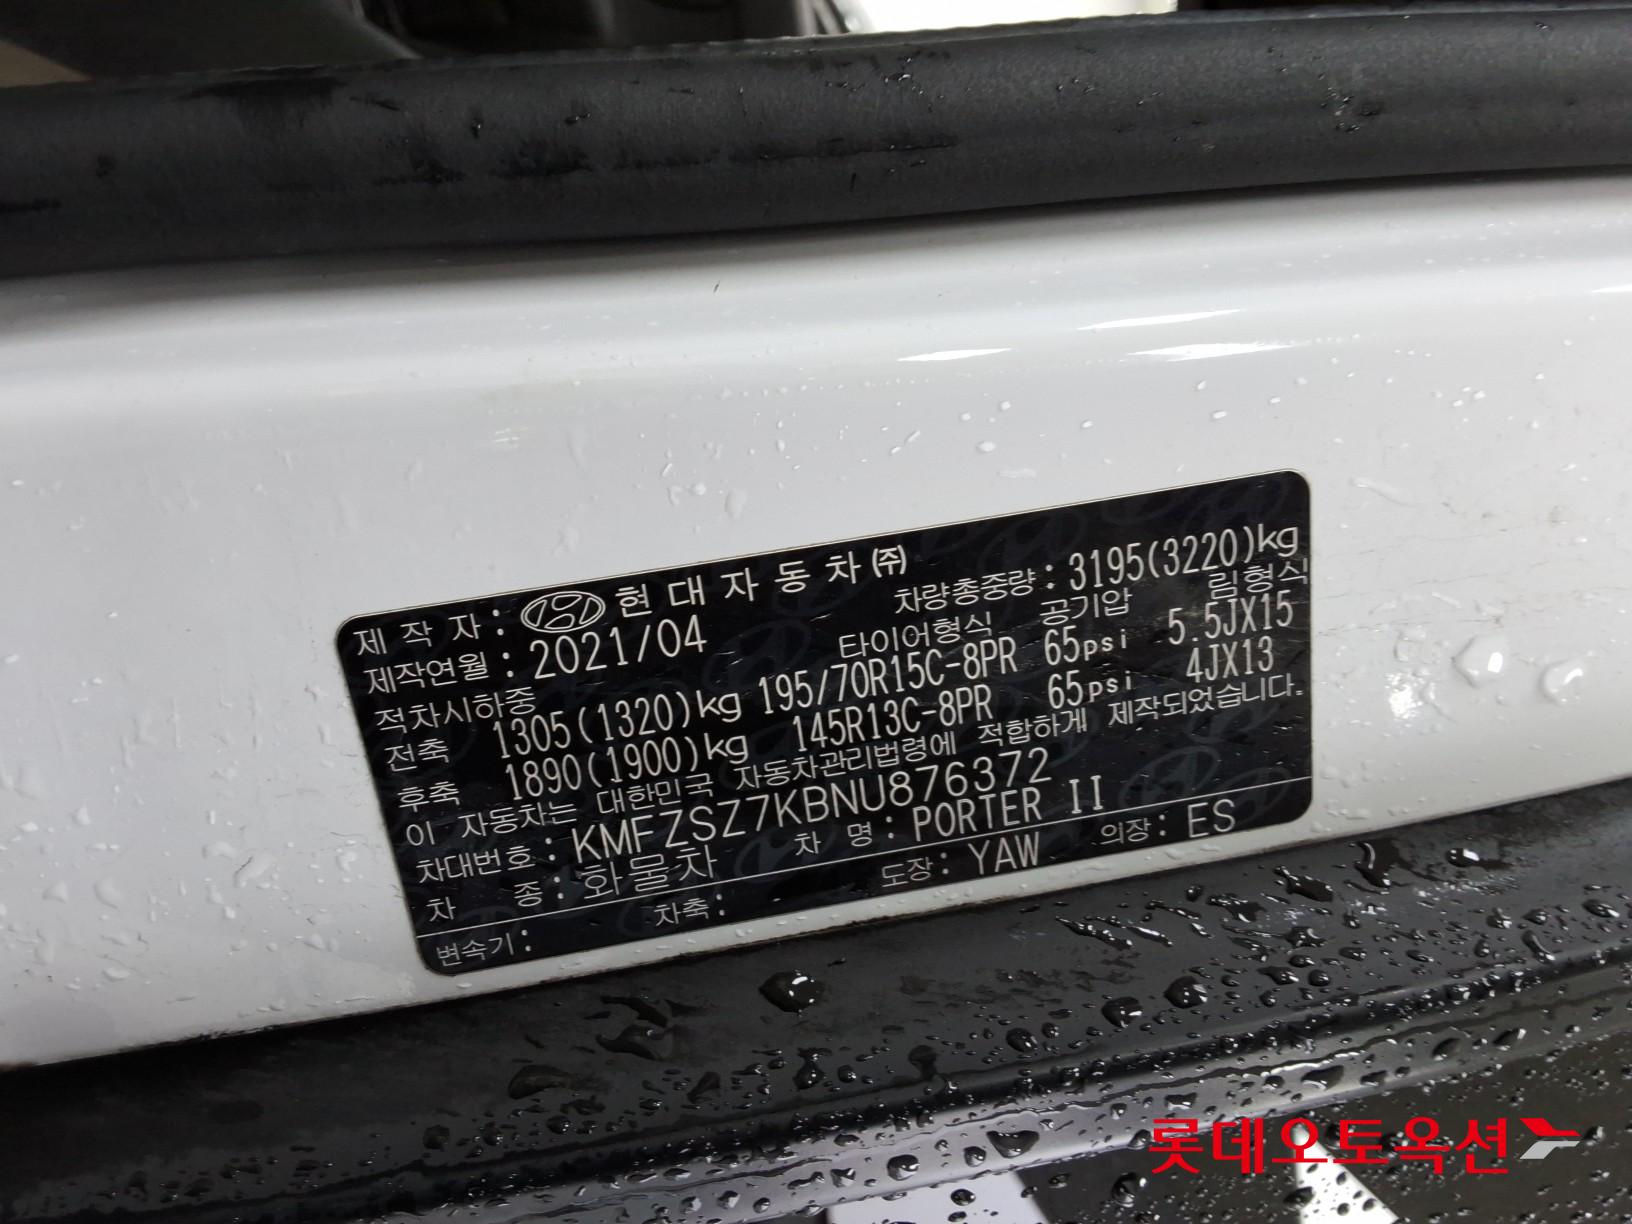 제 작 자 : HYUNDAI 현 대 자 동 차 ㈜
제작연월 : 2021/04 차량총중량 : 3195(3220)kg
적차시하중 타이어형식 공기압 림형식
전축 1305(1320)kg 195/70R15C-8PR 65psi 5.5JX15
후축 1890(1900)kg 145R13C-8PR 65psi 4JX13
이 자동차는 대한민국 자동차관리법령에 적합하게 제작되었습니다.
차대번호 : KMFZSZ7KBNU876372
차 종 : 화물차 차 명 : PORTER II
변속기 : 차축 : 도장 : YAW 의장 : ES
롯데오토옥션